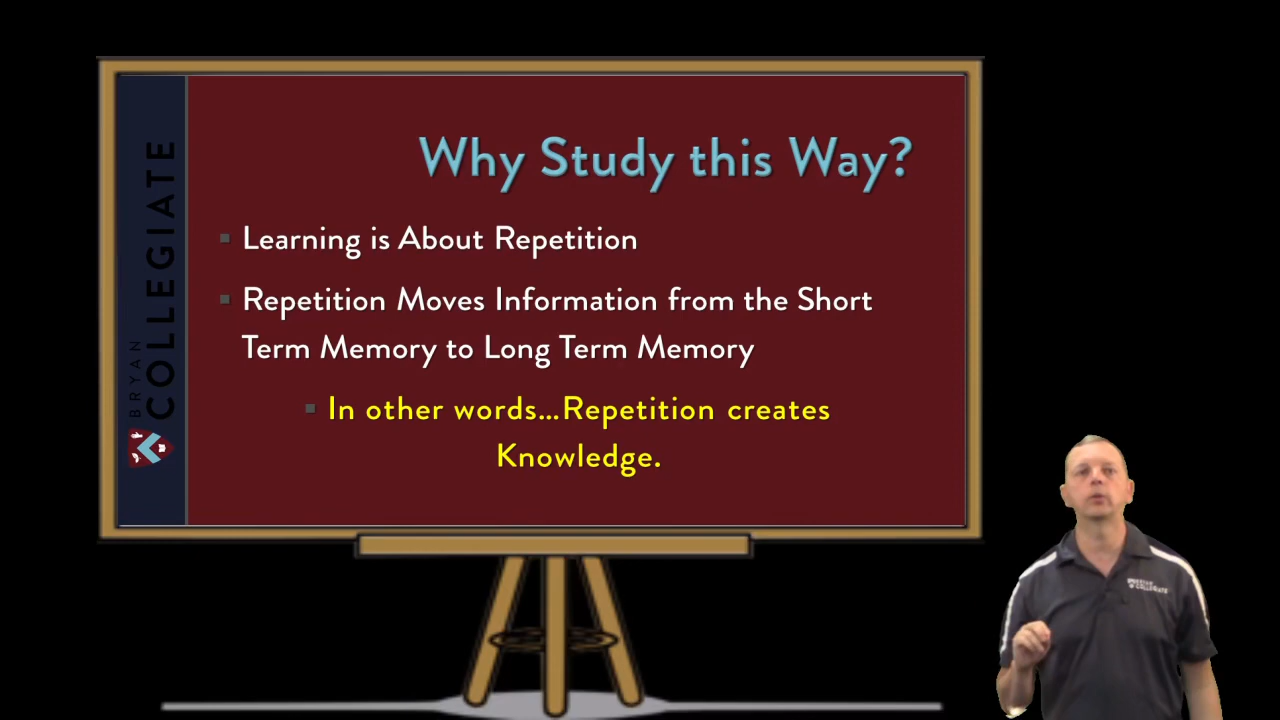 Why Study this Way?
Learning is About Repetition
Repetition Moves Information from the Short
Term Memory to Long Term Memory
In other words...Repetition creates
Knowledge.
BRYAN
COLLEGIATE